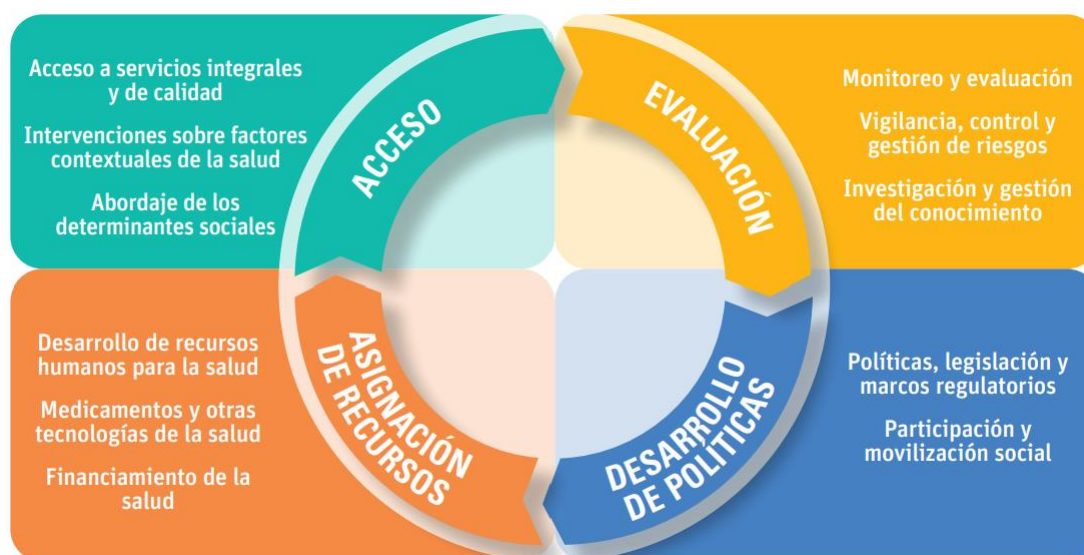 Acceso a servicios integrales
y de calidad
Intervenciones sobre factores
contextuales de la salud
Abordaje de los
determinantes sociales
ACCESO
EVALUACIÓN
Monitoreo y evaluación
Vigilancia, control y
gestión de riesgos
Investigación y gestión
del conocimiento
Desarrollo de recursos
humanos para la salud
Medicamentos y otras
tecnologías de la salud
Financiamiento de la
salud
ASIGNACIÓN
DE RECURSOS
DESARROLLO
DE POLÍTICAS
Políticas, legislación y
marcos regulatorios
Participación y
movilización social